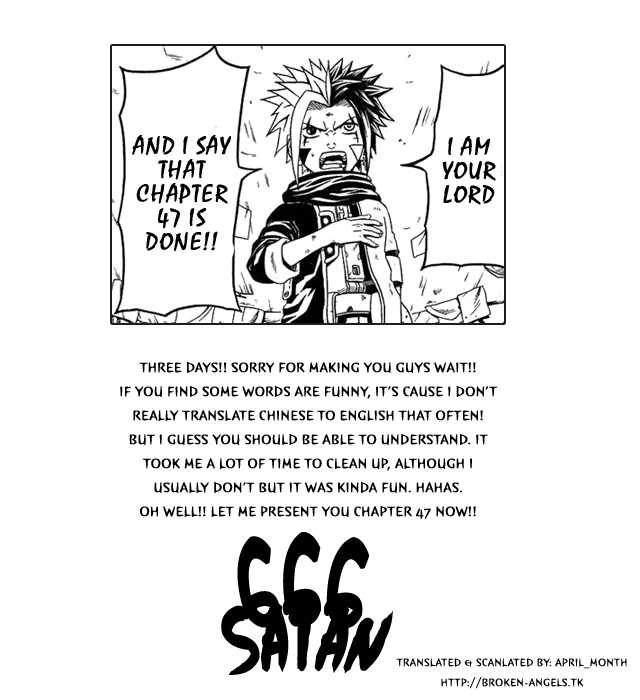 I AM
YOUR
LORD
AND I SAY
THAT
CHAPTER
47 IS
DONE!!
THREE DAYS!! SORRY FOR MAKING YOU GUYS WAIT!!
IF YOU FIND SOME WORDS ARE FUNNY, IT'S CAUSE I DON'T
REALLY TRANSLATE CHINESE TO ENGLISH THAT OFTEN!
BUT I GUESS YOU SHOULD BE ABLE TO UNDERSTAND. IT
TOOK ME A LOT OF TIME TO CLEAN UP, ALTHOUGH I
USUALLY DON'T BUT IT WAS KINDA FUN. HAHAS.
OH WELL!! LET ME PRESENT YOU CHAPTER 47 NOW!!
666
SATAN
TRANSLATED & SCANLATED BY: APRIL_MONTH
HTTP://BROKEN-ANGELS.TK